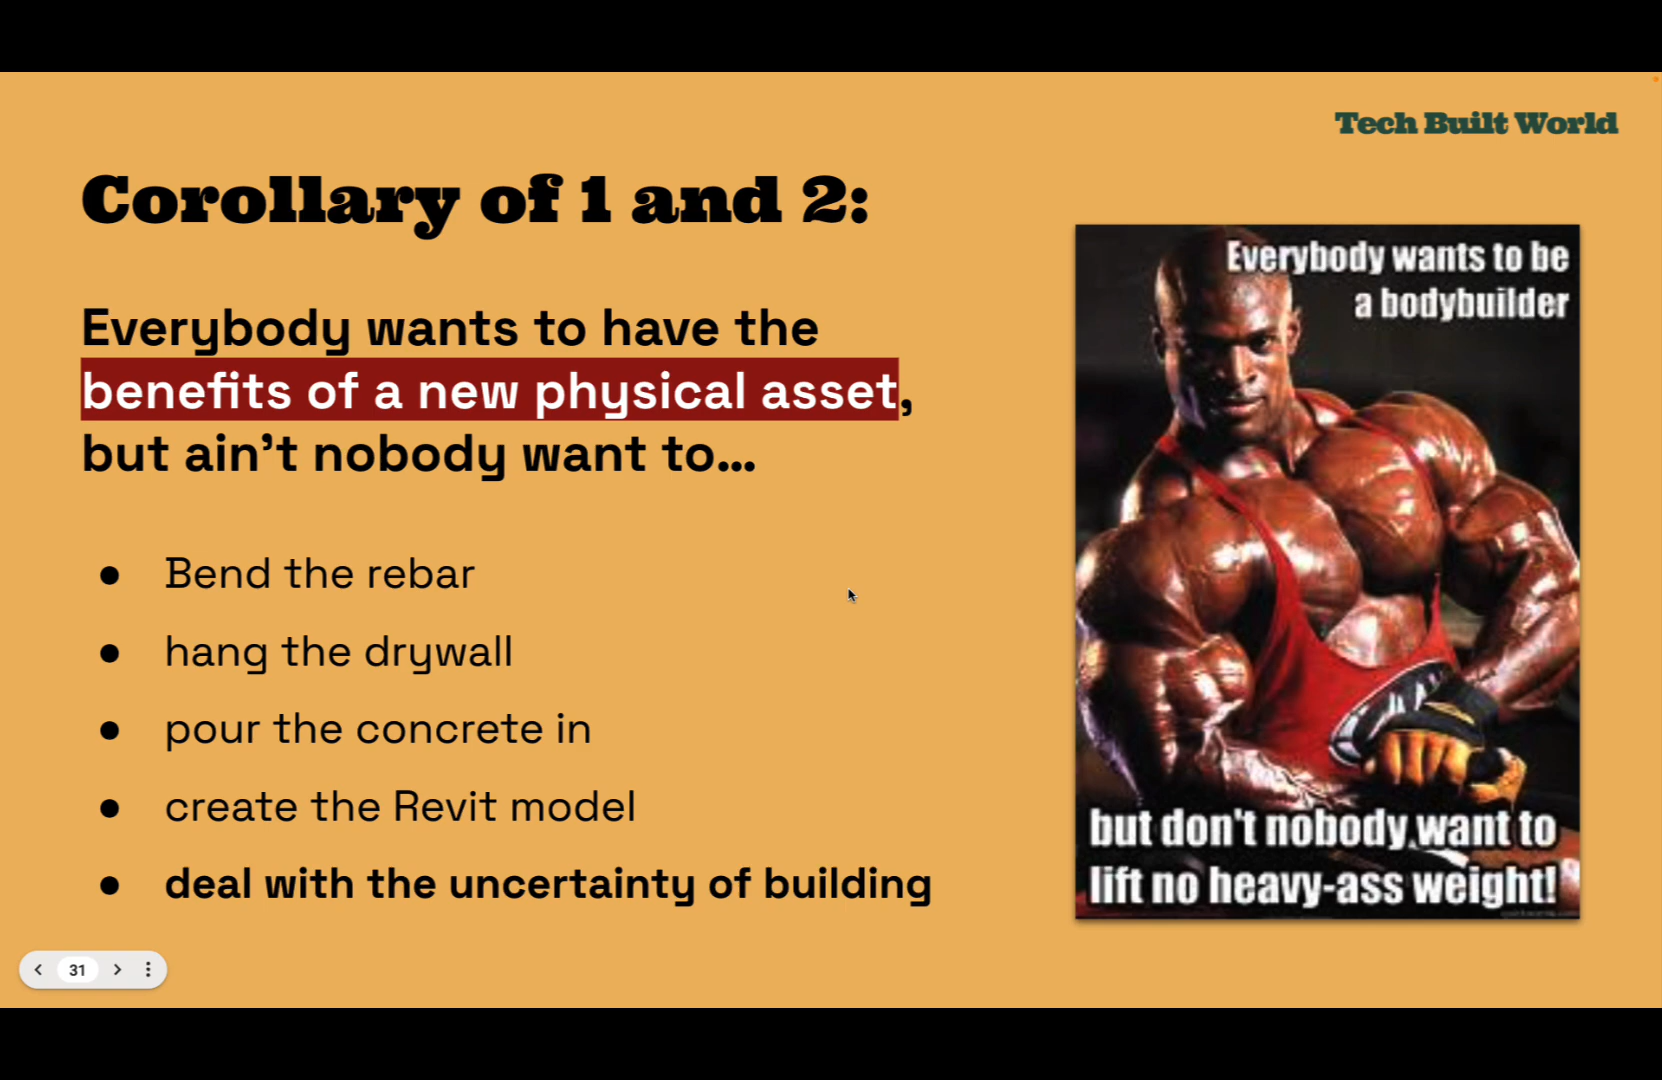 Tech Built World
Corollary of 1 and 2:
Everybody wants to have the
benefits of a new physical asset,
but ain't nobody want to...
● Bend the rebar
● hang the drywall
● pour the concrete in
● create the Revit model
● deal with the uncertainty of building
Everybody wants to be
a bodybuilder
but don't nobody want to
lift no heavy-ass weight!
31